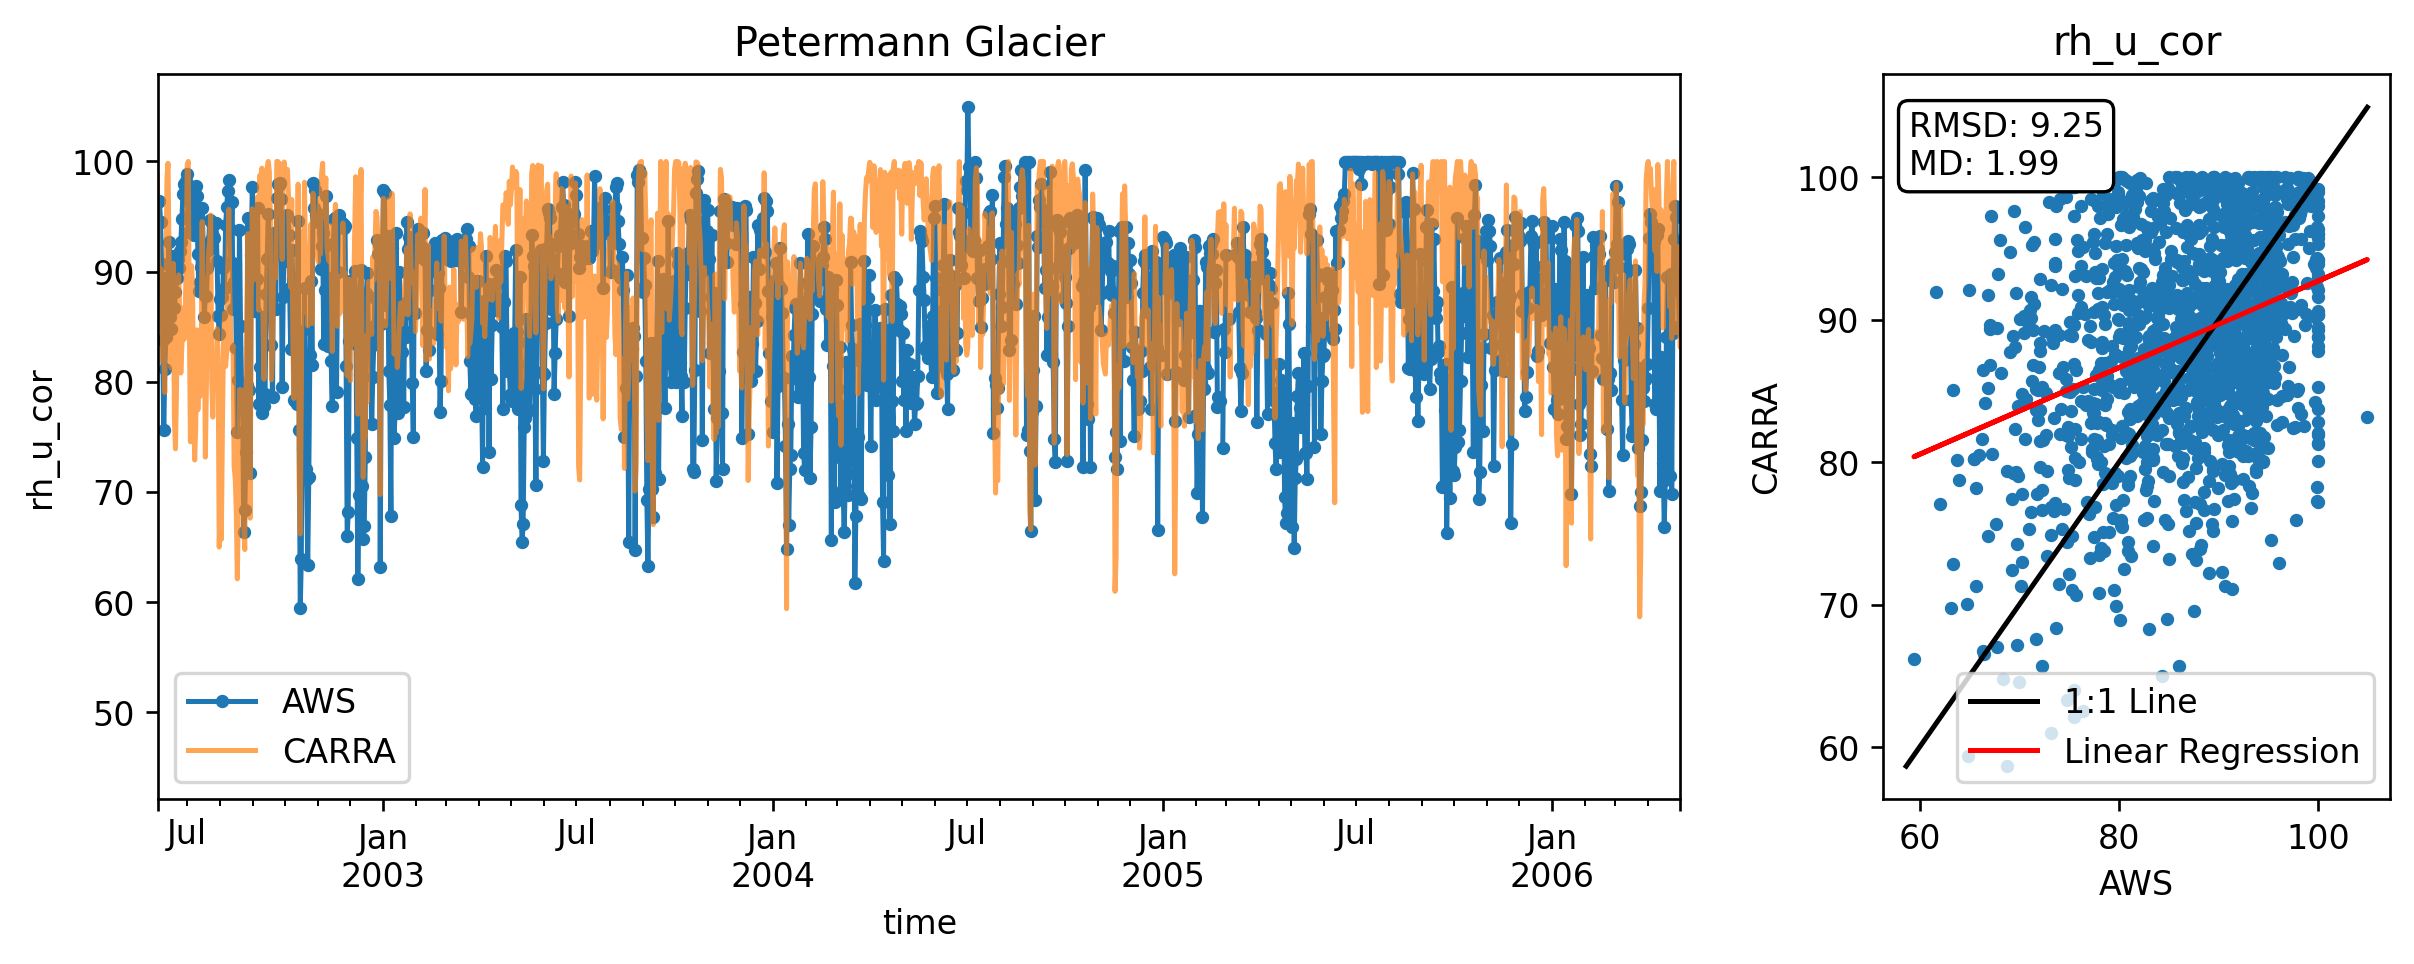 Petermann Glacier
rh_u_cor
100
90
80
70
60
50
AWS
CARRA
Jul
Jan
2003
Jul
Jan
2004
Jul
Jan
2005
Jul
Jan
2006
time
rh_u_cor
RMSD: 9.25
MD: 1.99
CARRA
100
90
80
70
60
1:1 Line
Linear Regression
60
80
100
AWS